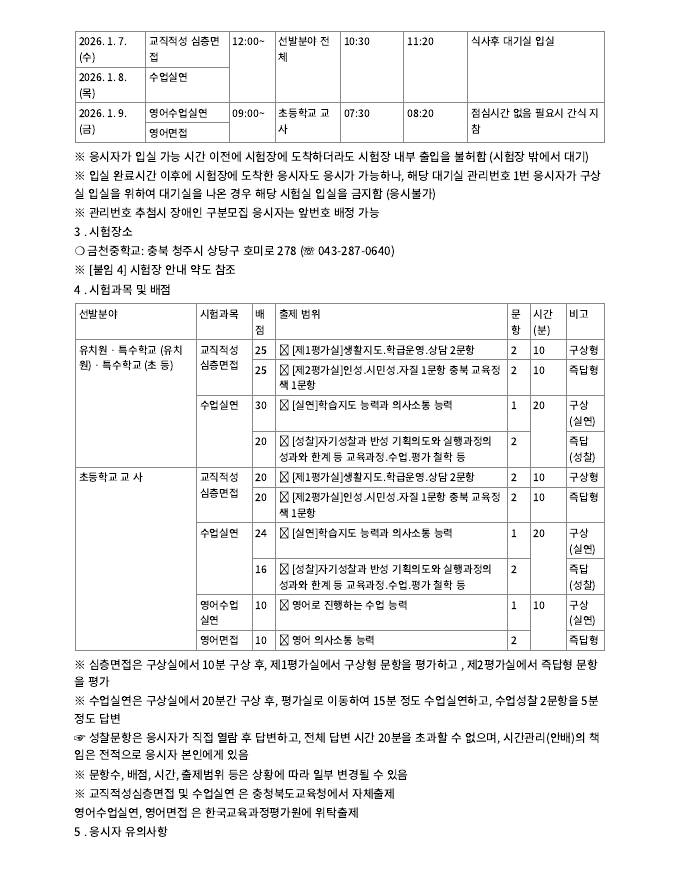 2026. 1. 7. 교직적성 심층면 12:00~ 선발분야 전 10:30 11:20 식사후 대기실 입실
(수) 접 체
2026. 1. 8. 수업실연
(목)
2026. 1. 9. 영어수업실연 09:00~ 초등학교 교 07:30 08:20 점심시간 없음 필요시 간식 지
(금) 영어면접 사 참
※ 응시자가 입실 가능 시간 이전에 시험장에 도착하더라도 시험장 내부 출입을 불허함 (시험장 밖에서 대기)
※ 입실 완료시간 이후에 시험장에 도착한 응시자도 응시가 가능하나, 해당 대기실 관리번호 1번 응시자가 구상
실 입실을 위하여 대기실을 나온 경우 해당 시험실 입실을 금지함 (응시불가)
※ 관리번호 추첨시 장애인 구분모집 응시자는 앞번호 배정 가능
3 . 시험장소
❍ 금천중학교: 충북 청주시 상당구 호미로 278 (☏ 043-287-0640)
※ [붙임 4] 시험장 안내 약도 참조
4 . 시험과목 및 배점
선발분야 시험과목 배 출제 범위 문 시간 비고
점 항 (분)
유치원 · 특수학교 (유치 교직적성 25 [제1평가실]생활지도.학급운영.상담 2문항 2 10 구상형
원) · 특수학교 (초 등) 심층면접 25 [제2평가실]인성.시민성.자질 1문항 충북 교육정 2 10 즉답형
책 1문항
수업실연 30 [실연]학습지도 능력과 의사소통 능력 1 20 구상
(실연)
20 [성찰]자기성찰과 반성 기획의도와 실행과정의 2 즉답
성과와 한계 등 교육과정.수업.평가 철학 등 (성찰)
초등학교 교 사 교직적성 20 [제1평가실]생활지도.학급운영.상담 2문항 2 10 구상형
심층면접 20 [제2평가실]인성.시민성.자질 1문항 충북 교육정 2 10 즉답형
책 1문항
수업실연 24 [실연]학습지도 능력과 의사소통 능력 1 20 구상
(실연)
16 [성찰]자기성찰과 반성 기획의도와 실행과정의 2 즉답
성과와 한계 등 교육과정.수업.평가 철학 등 (성찰)
영어수업 10 영어로 진행하는 수업 능력 1 10 구상
실연 (실연)
영어면접 10 영어 의사소통 능력 2 즉답형
※ 심층면접은 구상실에서 10분 구상 후, 제1평가실에서 구상형 문항을 평가하고 , 제2평가실에서 즉답형 문항
을 평가
※ 수업실연은 구상실에서 20분간 구상 후, 평가실로 이동하여 15분 정도 수업실연하고, 수업성찰 2문항을 5분
정도 답변
☞ 성찰문항은 응시자가 직접 열람 후 답변하고, 전체 답변 시간 20분을 초과할 수 없으며, 시간관리(안배)의 책
임은 전적으로 응시자 본인에게 있음
※ 문항수, 배점, 시간, 출제범위 등은 상황에 따라 일부 변경될 수 있음
※ 교직적성심층면접 및 수업실연 은 충청북도교육청에서 자체출제
영어수업실연, 영어면접 은 한국교육과정평가원에 위탁출제
5 . 응시자 유의사항